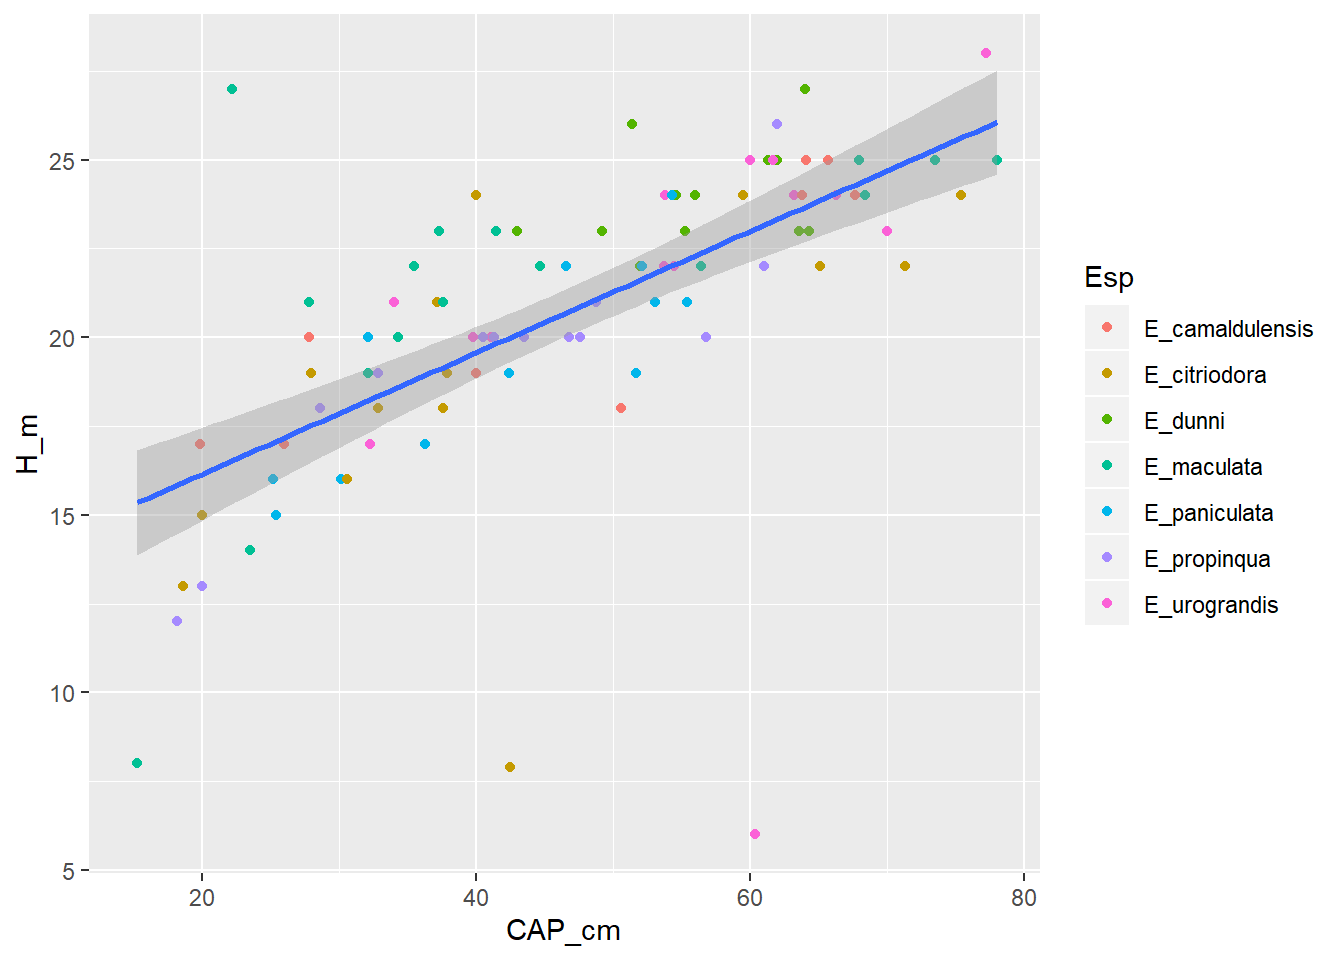 25
20
15
10
5
H_m
20
40
60
80
CAP_cm
Esp
E_camaldulensis
E_citriodora
E_dunni
E_maculata
E_paniculata
E_propinqua
E_urograndis